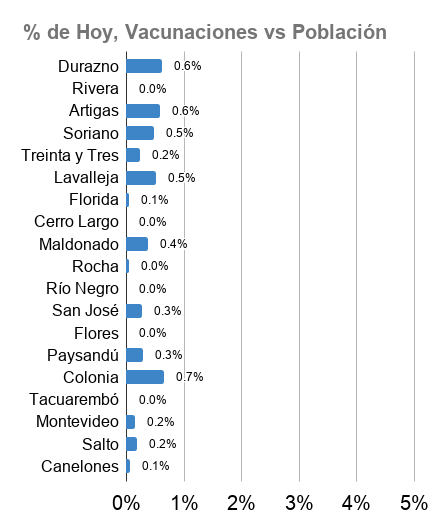 % de Hoy, Vacunaciones vs Población
Durazno 0.6%
Rivera 0.0%
Artigas 0.6%
Soriano 0.5%
Treinta y Tres 0.2%
Lavalleja 0.5%
Florida 0.1%
Cerro Largo 0.0%
Maldonado 0.4%
Rocha 0.0%
Río Negro 0.0%
San José 0.3%
Flores 0.0%
Paysandú 0.3%
Colonia 0.7%
Tacuarembó 0.0%
Montevideo 0.2%
Salto 0.2%
Canelones 0.1%
0% 1% 2% 3% 4% 5%